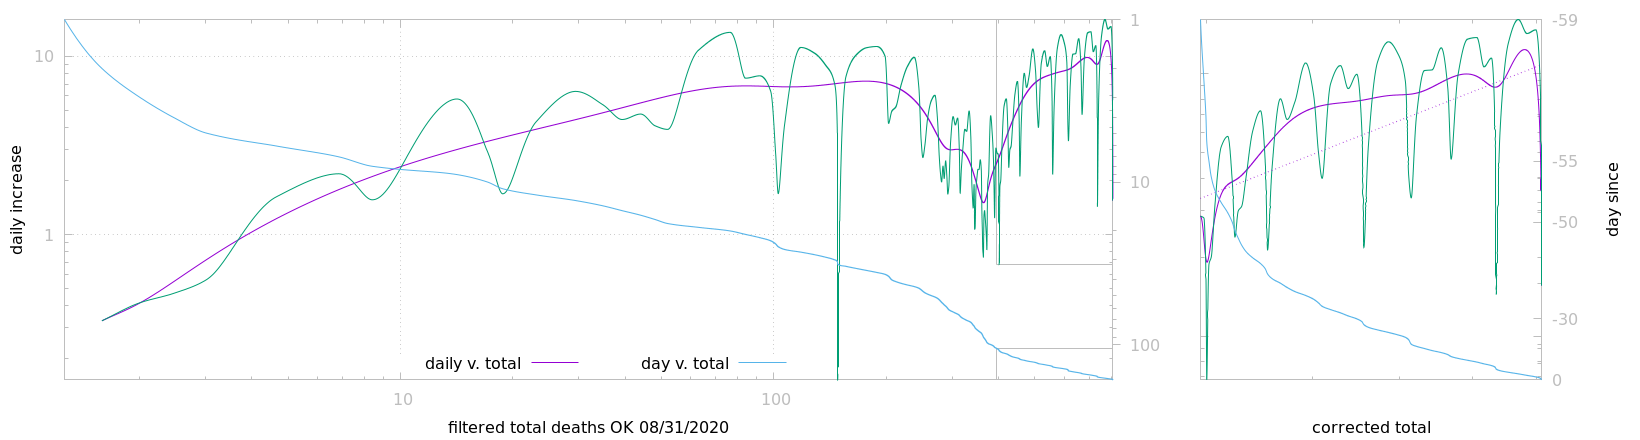 10
1
daily increase
daily v. total
day v. total
10
100
filtered total deaths OK 08/31/2020
1
10
100
-59
-55
-50
-30
0
day since
corrected total